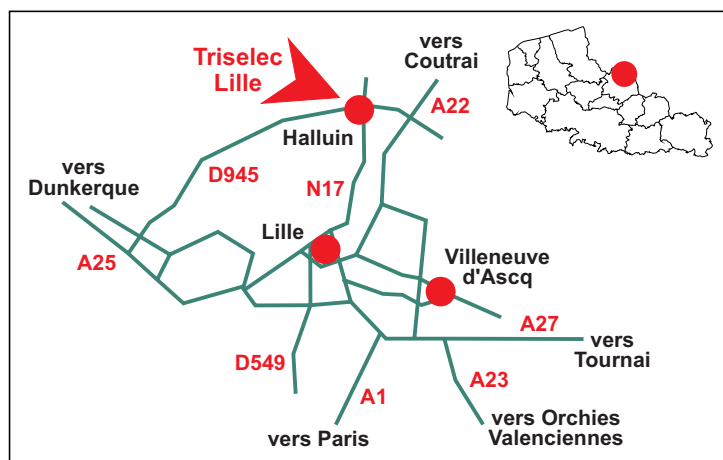 vers
Coutrai
Triselec
Lille
A22
Halluin
vers
Dunkerque
D945
N17
Lille
Villeneuve
d'Ascq
A25
A27
vers
Tournai
D549
A1
A23
vers Paris
vers Orchies
Valenciennes